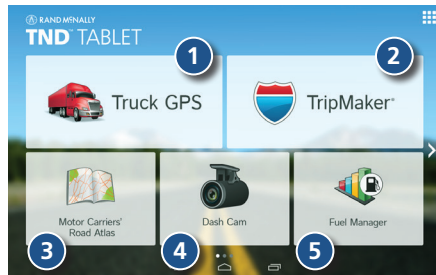 RAND MCNALLY
TND™ TABLET
1
2
Truck GPS
TripMaker®
Motor Carriers'
Road Atlas
Dash Cam
Fuel Manager
3
4
5